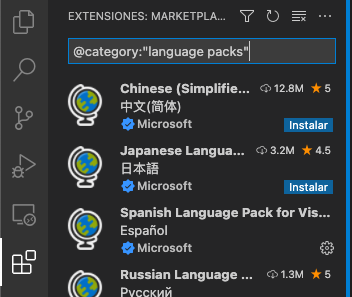 EXTENSIONES: MARKETPLA...
@category:"language packs"
Chinese (Simplifie... 12.8M ★ 5
中文(简体)
Microsoft Instalar
Japanese Langua... 3.2M ★ 4.5
日本語
Microsoft Instalar
Spanish Language Pack for Vis...
Español
Microsoft
Russian Language ... 1.3M ★ 5
Русский